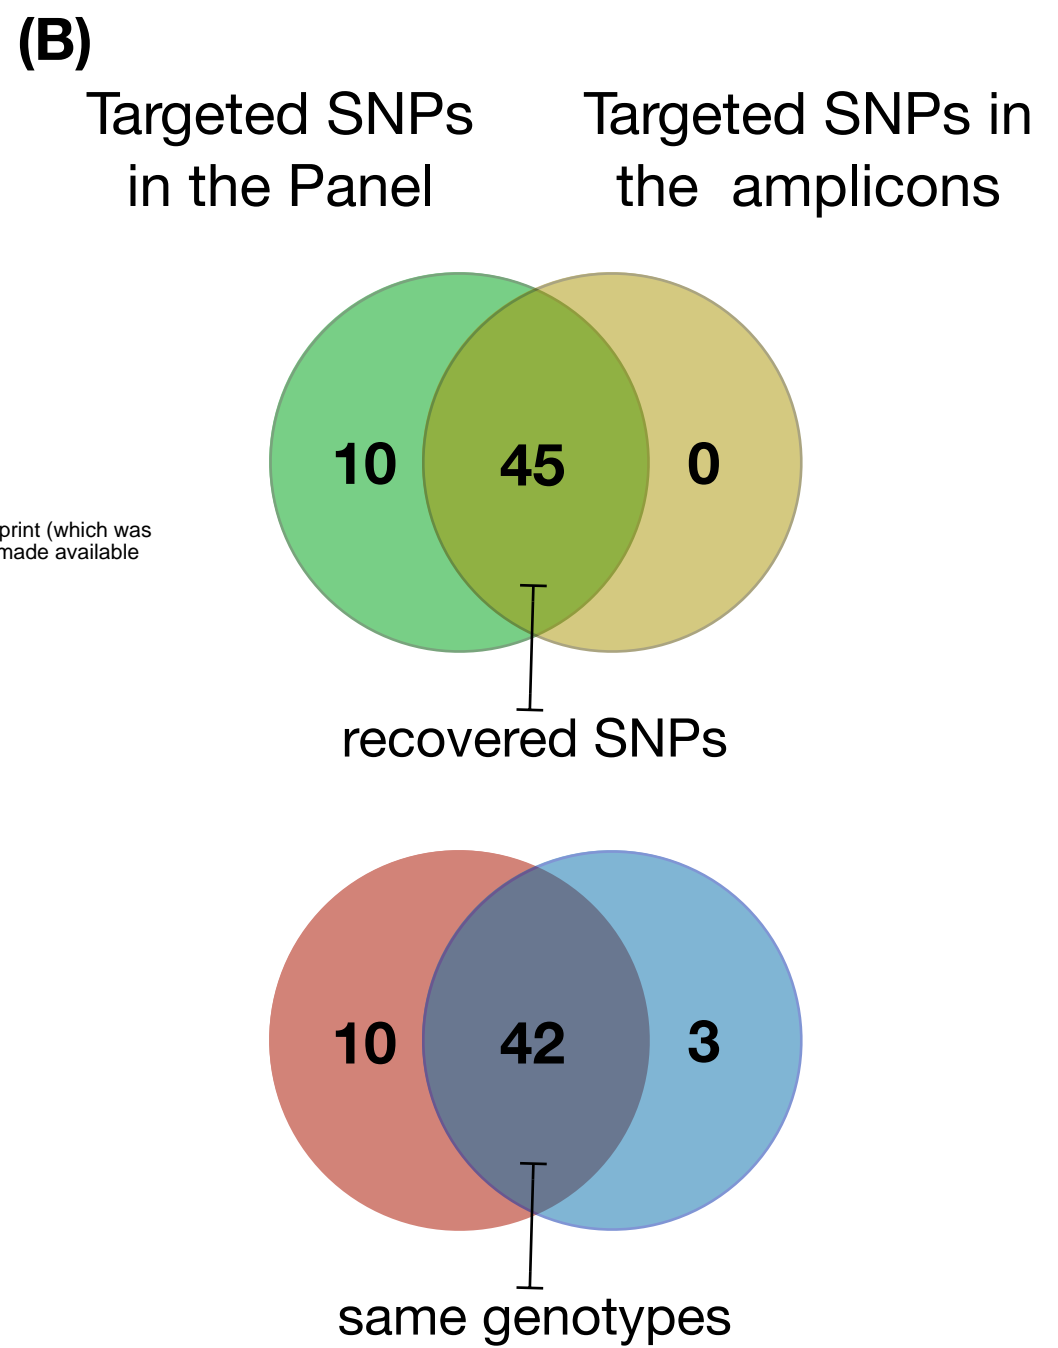 (B)
Targeted SNPs
in the Panel
Targeted SNPs in
the amplicons
10
45
0
print (which was
made available
recovered SNPs
10
42
3
same genotypes